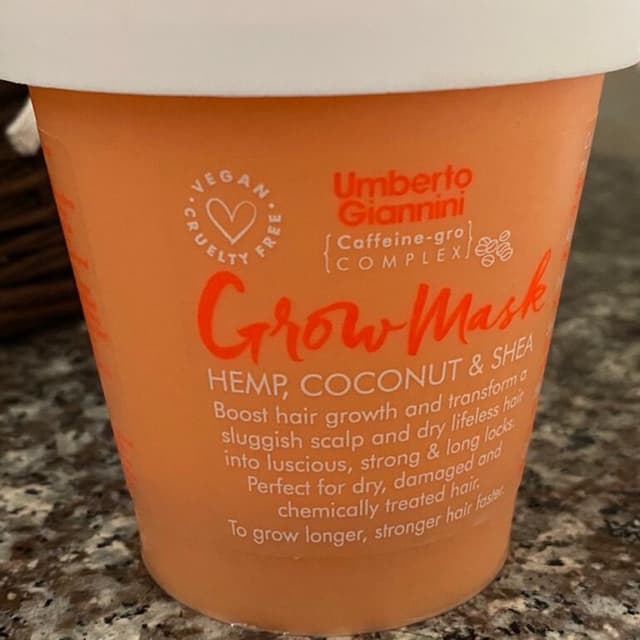 VEGAN
CRUELTY FREE
Umberto
Giannini
{Caffeine-gro}
COMPLEX
Grow Mask
HEMP, COCONUT & SHEA
Boost hair growth and transform a
sluggish scalp and dry lifeless hair
into luscious, strong & long locks.
Perfect for dry, damaged and
chemically treated hair.
To grow longer, stronger hair faster.